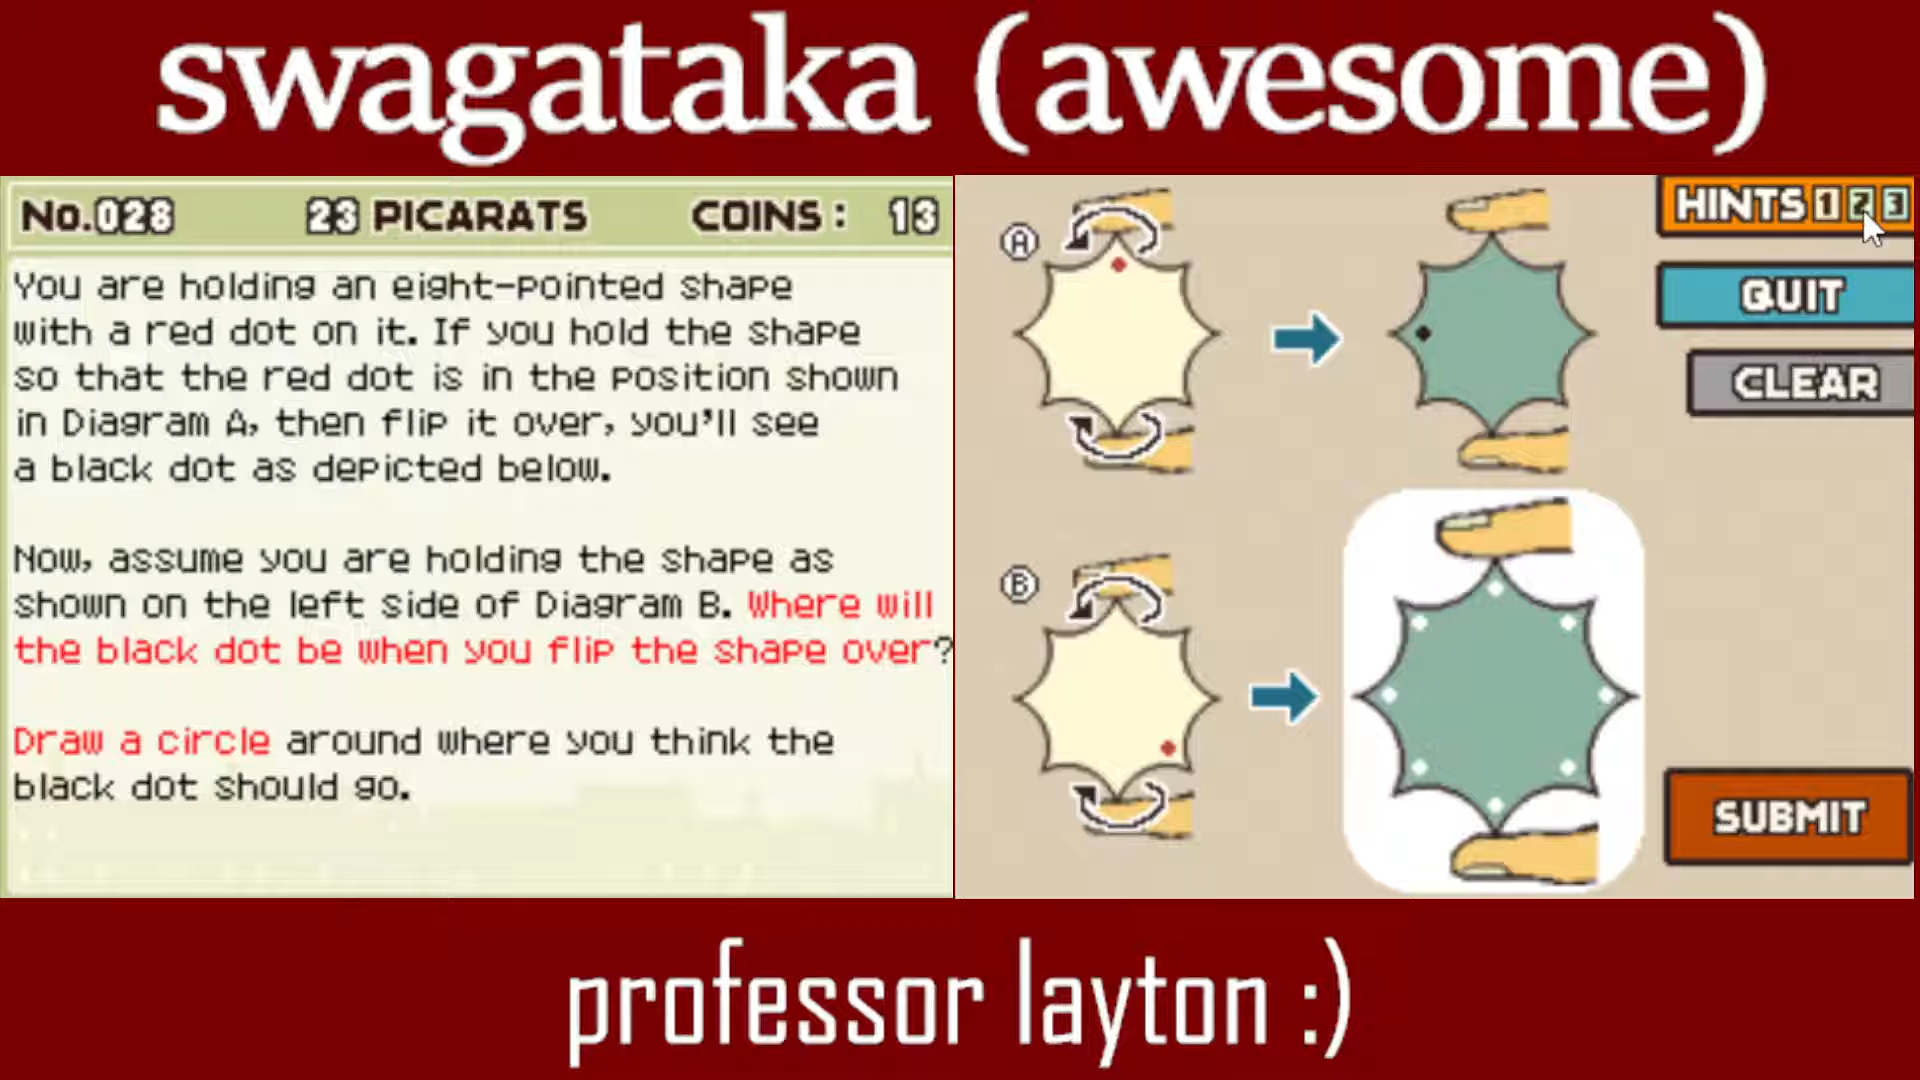 swagataka (awesome)
No.028 23 PICARATS COINS: 13
You are holding an eight-pointed shape
with a red dot on it. If you hold the shape
so that the red dot is in the position shown
in Diagram A, then flip it over, you'll see
a black dot as depicted below.
Now, assume you are holding the shape as
shown on the left side of Diagram B. Where will
the black dot be when you flip the shape over?
Draw a circle around where you think the
black dot should go.
A
HINTS 1 2 3
QUIT
CLEAR
B
SUBMIT
professor layton :)